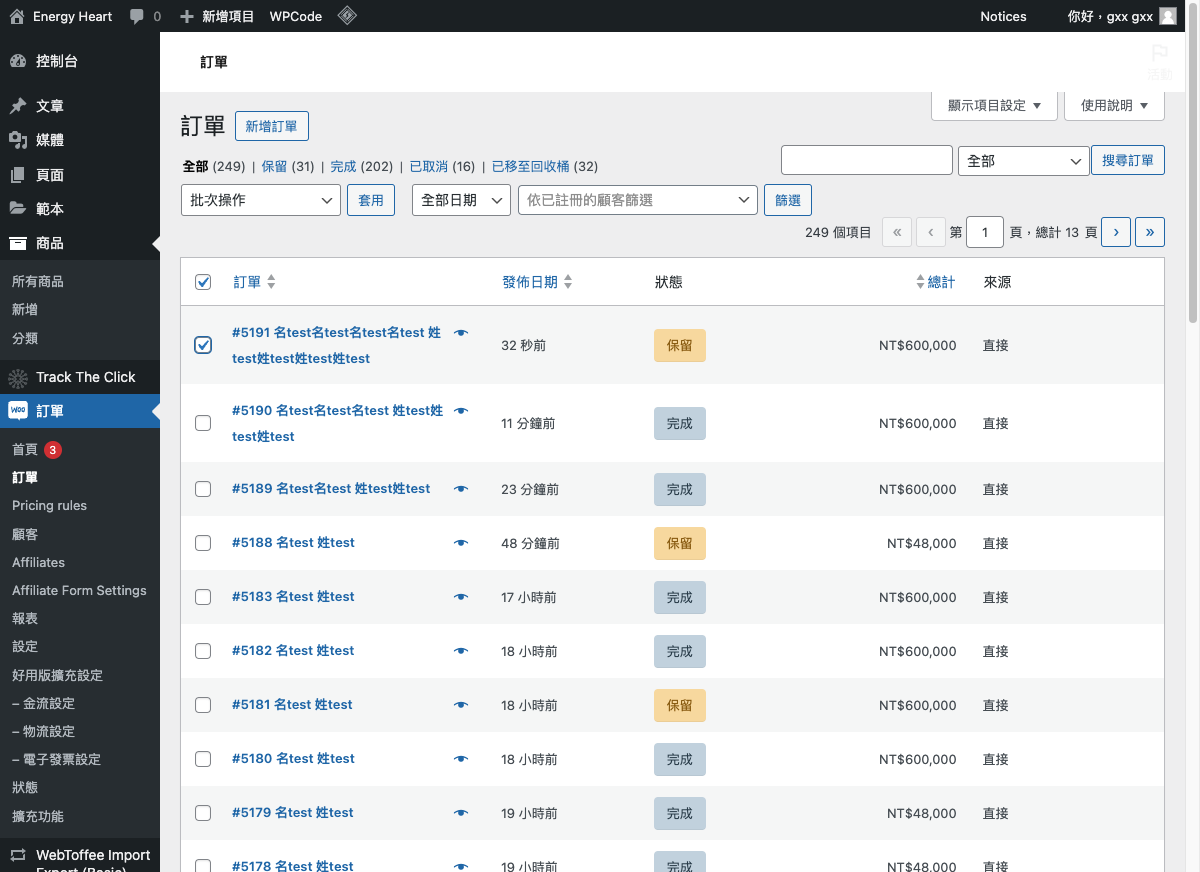 Energy Heart 0 新增項目 WPCode Notices 你好，gxx gxx
控制台
文章
媒體
頁面
範本
商品
所有商品
新增
分類
Track The Click
woo 訂單
首頁 3
訂單
Pricing rules
顧客
Affiliates
Affiliate Form Settings
報表
設定
好用版擴充設定
– 金流設定
– 物流設定
– 電子發票設定
狀態
擴充功能
WebToffee Import
Export (Basic)
訂單
活動
顯示項目設定 ▼ 使用說明 ▼
訂單 新增訂單
全部 (249) | 保留 (31) | 完成 (202) | 已取消 (16) | 已移至回收桶 (32)
全部 搜尋訂單
批次操作 套用 全部日期 依已註冊的顧客篩選 篩選
249 個項目 « ‹ 第 1 頁，總計 13 頁 › »
訂單 發佈日期 狀態 總計 來源
#5191 名test名test名test名test 姓
test姓test姓test姓test
32 秒前 保留 NT$600,000 直接
#5190 名test名test名test 姓test姓
test姓test
11 分鐘前 完成 NT$600,000 直接
#5189 名test名test 姓test姓test 23 分鐘前 完成 NT$600,000 直接
#5188 名test 姓test 48 分鐘前 保留 NT$48,000 直接
#5183 名test 姓test 17 小時前 完成 NT$600,000 直接
#5182 名test 姓test 18 小時前 完成 NT$600,000 直接
#5181 名test 姓test 18 小時前 保留 NT$600,000 直接
#5180 名test 姓test 18 小時前 完成 NT$600,000 直接
#5179 名test 姓test 19 小時前 完成 NT$48,000 直接
#5178 名test 姓test 19 小時前 完成 NT$48,000 直接